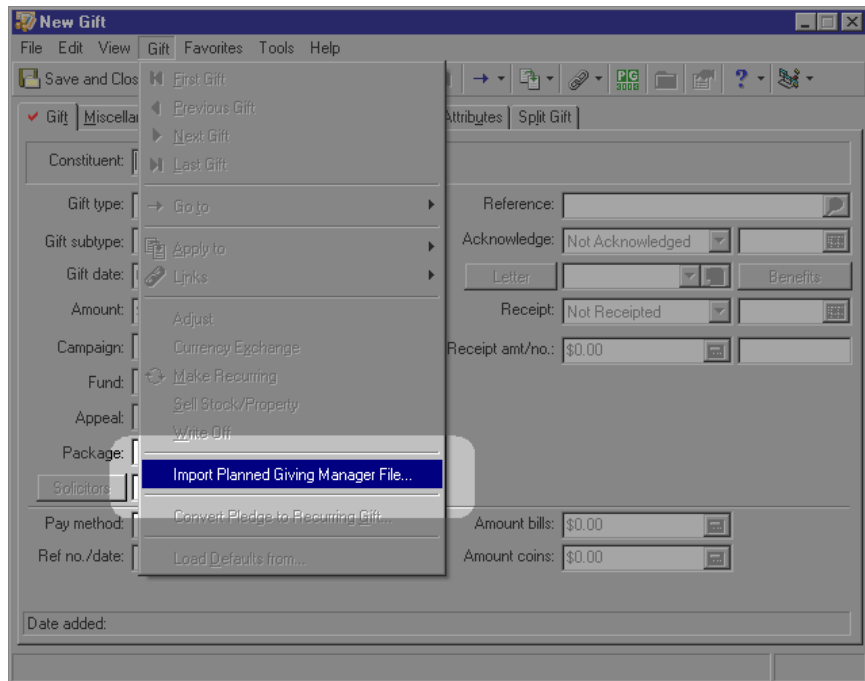 New Gift
File Edit View Gift Favorites Tools Help
Save and Clos
First Gift
Previous Gift
Next Gift
Last Gift
Go to
Apply to
Links
Adjust
Currency Exchange
Make Recurring
Sell Stock/Property
Write Off
Import Planned Giving Manager File...
Convert Pledge to Recurring Gift...
Load Defaults from...
PG
?
Gift Miscella
Attributes Split Gift
Constituent:
Gift type:
Gift subtype:
Gift date:
Amount:
Campaign:
Fund:
Appeal:
Package:
Solicitors
Pay method:
Ref no./date:
Reference:
Acknowledge: Not Acknowledged
Letter Benefits
Receipt: Not Receipted
Receipt amt/no.: $0.00
Amount bills: $0.00
Amount coins: $0.00
Date added: